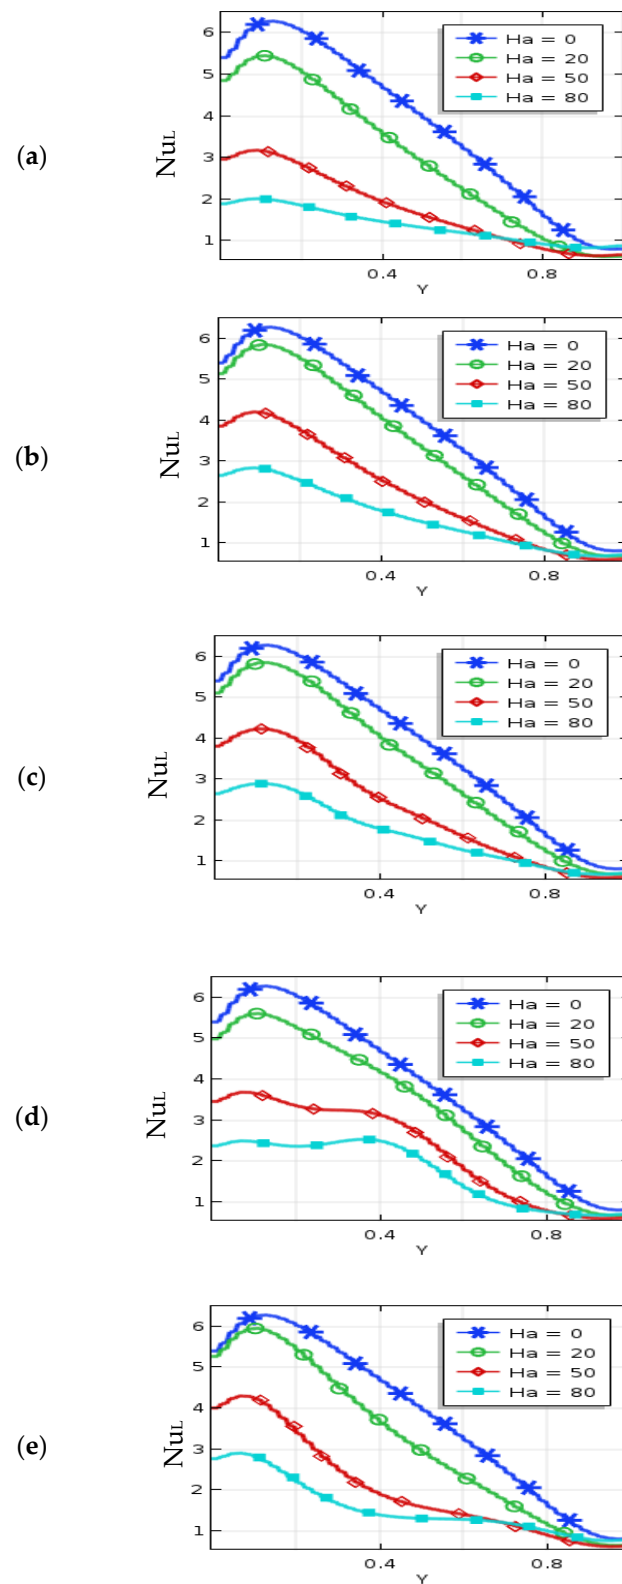 (a)
NuL
6
5
4
3
2
1
Ha = 0
Ha = 20
Ha = 50
Ha = 80
0.4
0.8
Y
(b)
NuL
6
5
4
3
2
1
Ha = 0
Ha = 20
Ha = 50
Ha = 80
0.4
0.8
Y
(c)
NuL
6
5
4
3
2
1
Ha = 0
Ha = 20
Ha = 50
Ha = 80
0.4
0.8
Y
(d)
NuL
6
5
4
3
2
1
Ha = 0
Ha = 20
Ha = 50
Ha = 80
0.4
0.8
Y
(e)
NuL
6
5
4
3
2
1
Ha = 0
Ha = 20
Ha = 50
Ha = 80
0.4
0.8
Y